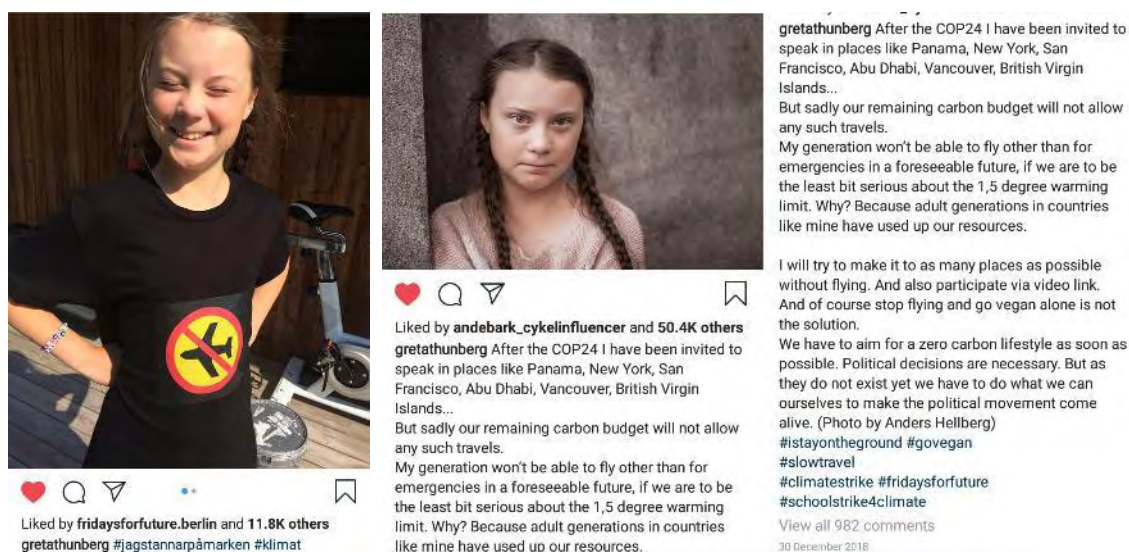 Liked by fridaysforfuture.berlin and 11.8K others
gretathunberg #jagstannarpåmarken #klimat
Liked by andebark_cykelinfluencer and 50.4K others
gretathunberg After the COP24 I have been invited to
speak in places like Panama, New York, San
Francisco, Abu Dhabi, Vancouver, British Virgin
Islands...
But sadly our remaining carbon budget will not allow
any such travels.
My generation won't be able to fly other than for
emergencies in a foreseeable future, if we are to be
the least bit serious about the 1,5 degree warming
limit. Why? Because adult generations in countries
like mine have used up our resources.
gretathunberg After the COP24 I have been invited to
speak in places like Panama, New York, San
Francisco, Abu Dhabi, Vancouver, British Virgin
Islands...
But sadly our remaining carbon budget will not allow
any such travels.
My generation won't be able to fly other than for
emergencies in a foreseeable future, if we are to be
the least bit serious about the 1,5 degree warming
limit. Why? Because adult generations in countries
like mine have used up our resources.
I will try to make it to as many places as possible
without flying. And also participate via video link.
And of course stop flying and go vegan alone is not
the solution.
We have to aim for a zero carbon lifestyle as soon as
possible. Political decisions are necessary. But as
they do not exist yet we have to do what we can
ourselves to make the political movement come
alive. (Photo by Anders Hellberg)
#istayontheground #govegan
#slowtravel
#climatestrike #fridaysforfuture
#schoolstrike4climate
View all 982 comments
30 December 2018